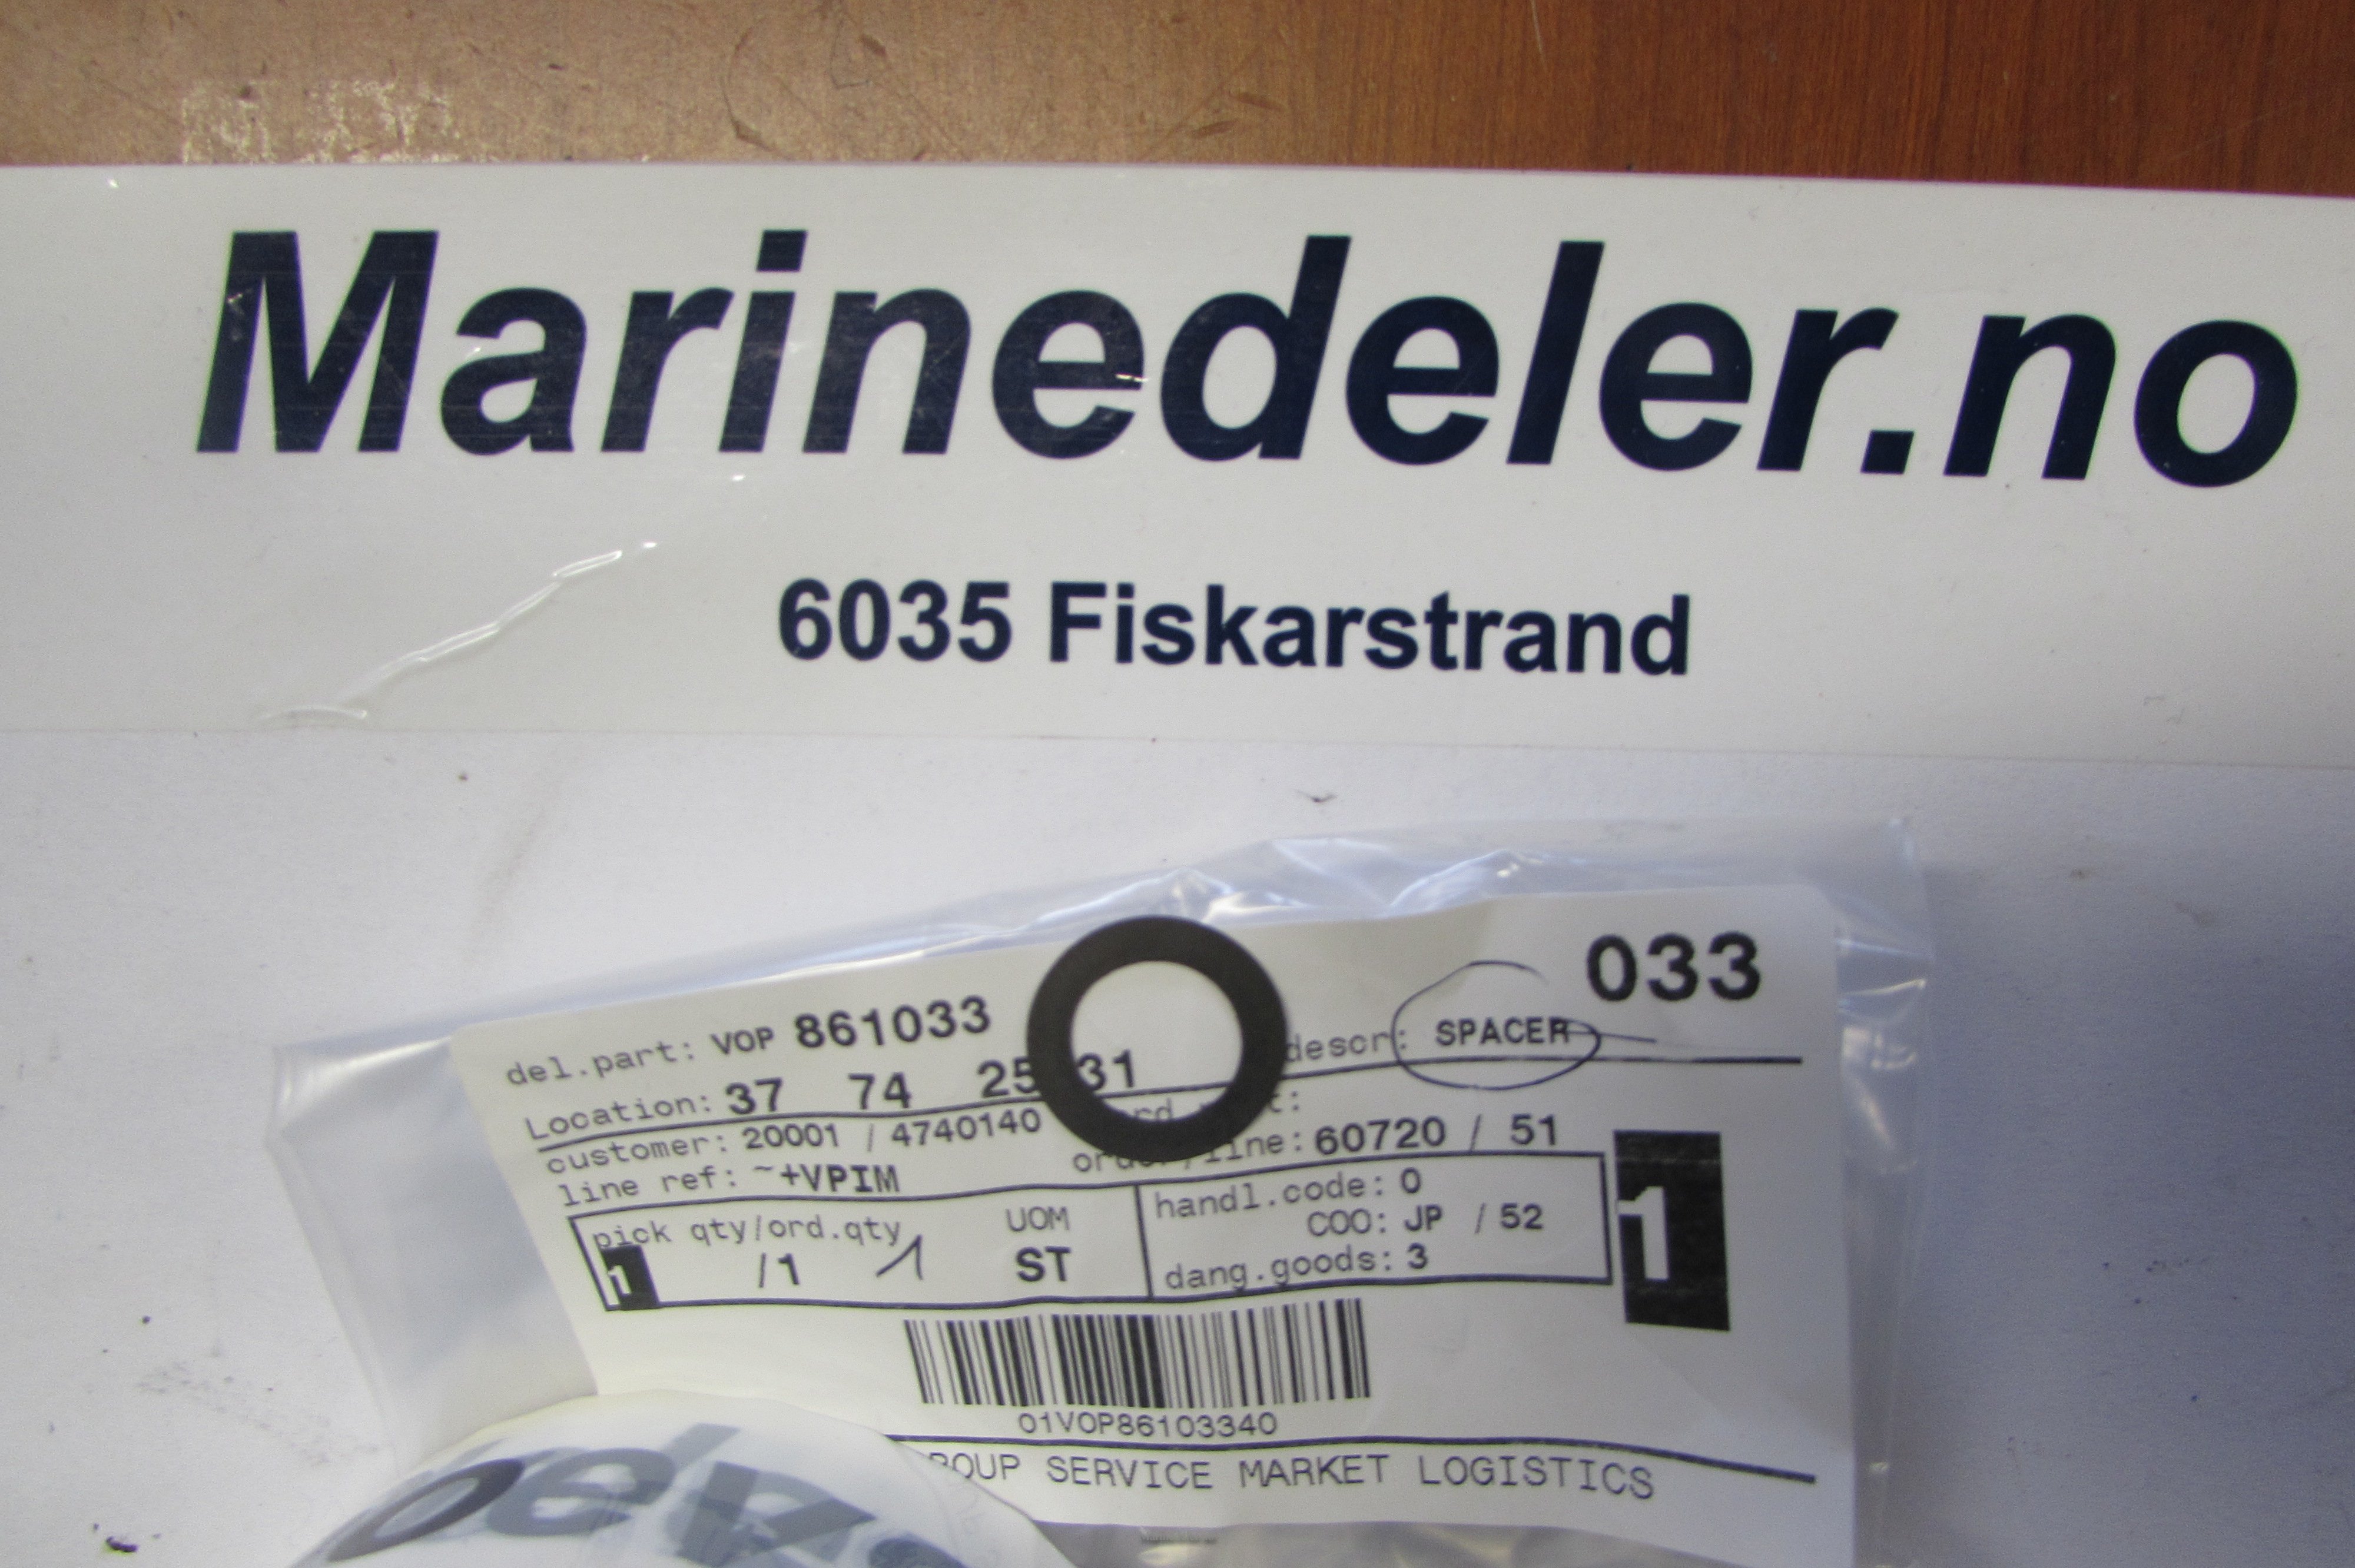 Marinedeler.no
6035 Fiskarstrand
033
del.part: VOP 861033 descr: SPACER
Location: 37 74 25 31
customer: 20001 / 4740140
line ref: ~+VPIM line: 60720 / 51
pick qty/ord.qty UOM handl.code: 0
1 /1 1 ST COO: JP / 52
dang.goods: 3
1
01VOP86103340
SERVICE MARKET LOGISTICS